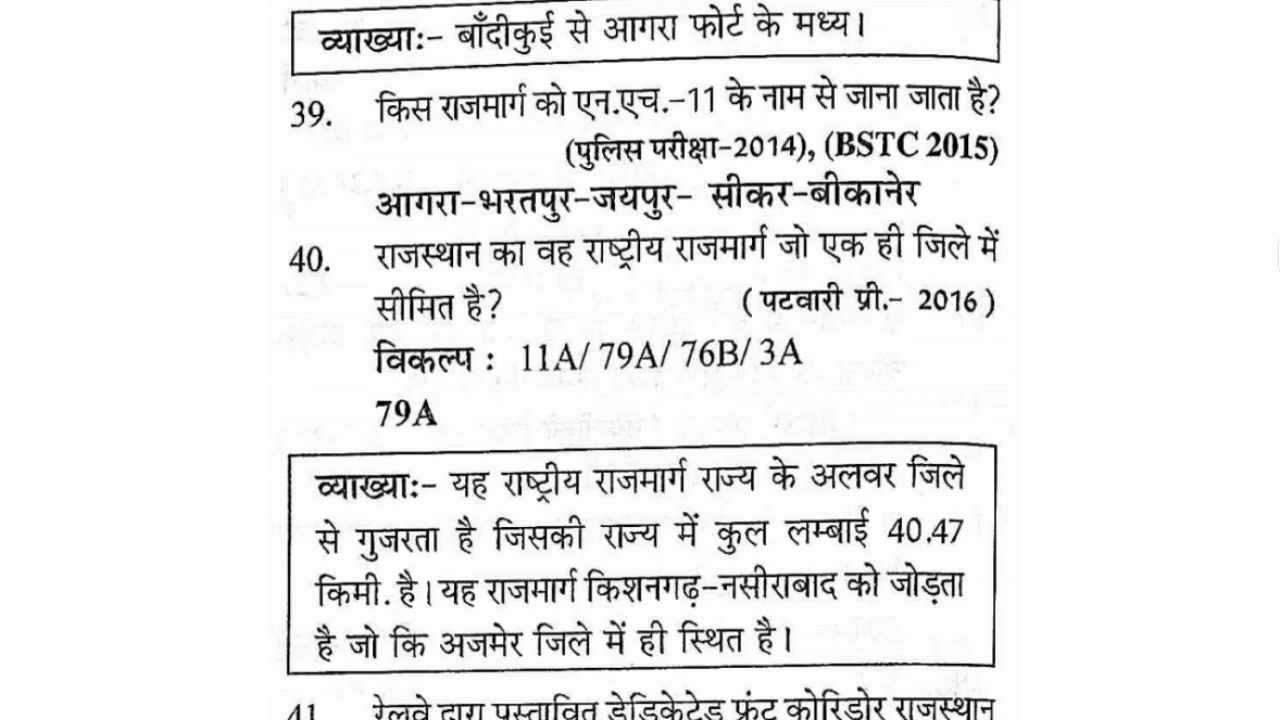 व्याख्या:- बाँदीकुई से आगरा फोर्ट के मध्य।
39. किस राजमार्ग को एन.एच.-11 के नाम से जाना जाता है?
(पुलिस परीक्षा-2014), (BSTC 2015)
आगरा-भरतपुर-जयपुर- सीकर-बीकानेर
40. राजस्थान का वह राष्ट्रीय राजमार्ग जो एक ही जिले में
सीमित है? ( पटवारी प्री.- 2016 )
विकल्प : 11A/ 79A/ 76B/ 3A
79A
व्याख्या:- यह राष्ट्रीय राजमार्ग राज्य के अलवर जिले
से गुजरता है जिसकी राज्य में कुल लम्बाई 40.47
किमी. है। यह राजमार्ग किशनगढ़-नसीराबाद को जोड़ता
है जो कि अजमेर जिले में ही स्थित है।
41. रेलवे द्वारा प्रस्तावित डेडिकेटेड फ्रंट कोरिडोर राजस्थान